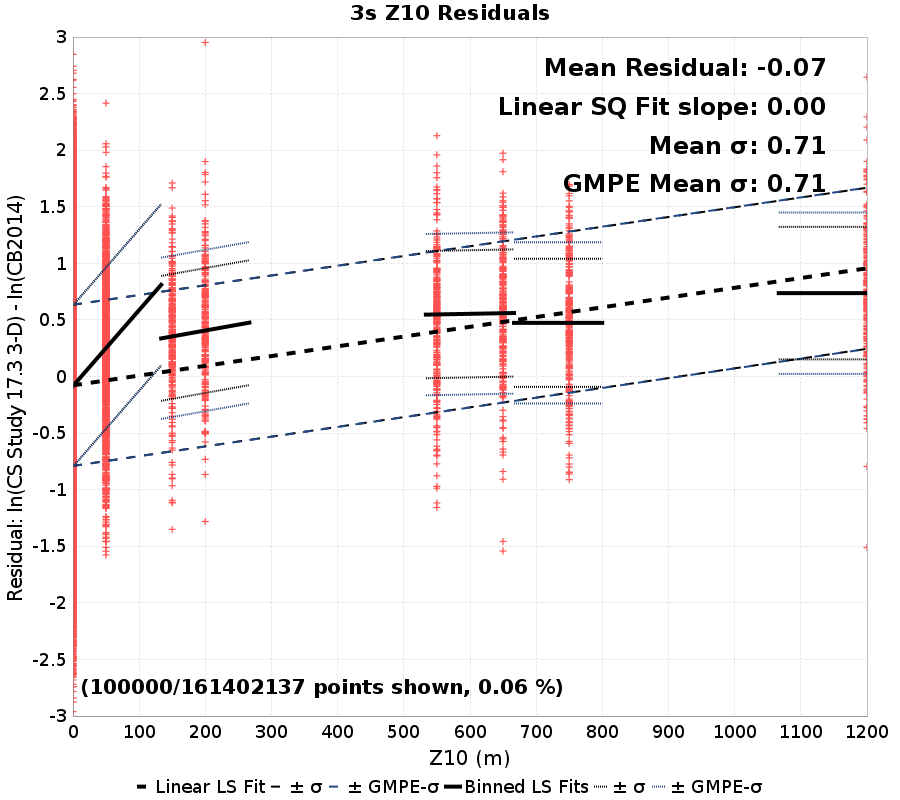 3s Z10 Residuals
Mean Residual: -0.07
Linear SQ Fit slope: 0.00
Mean σ: 0.71
GMPE Mean σ: 0.71
Residual: ln(CS Study 17.3 3-D) - ln(CB2014)
3
2.5
2
1.5
1
0.5
0
-0.5
-1
-1.5
-2
-2.5
-3
(100000/161402137 points shown, 0.06 %)
0 100 200 300 400 500 600 700 800 900 1000 1100 1200
Z10 (m)
Linear LS Fit ± σ ± GMPE-σ Binned LS Fits ± σ ± GMPE-σ